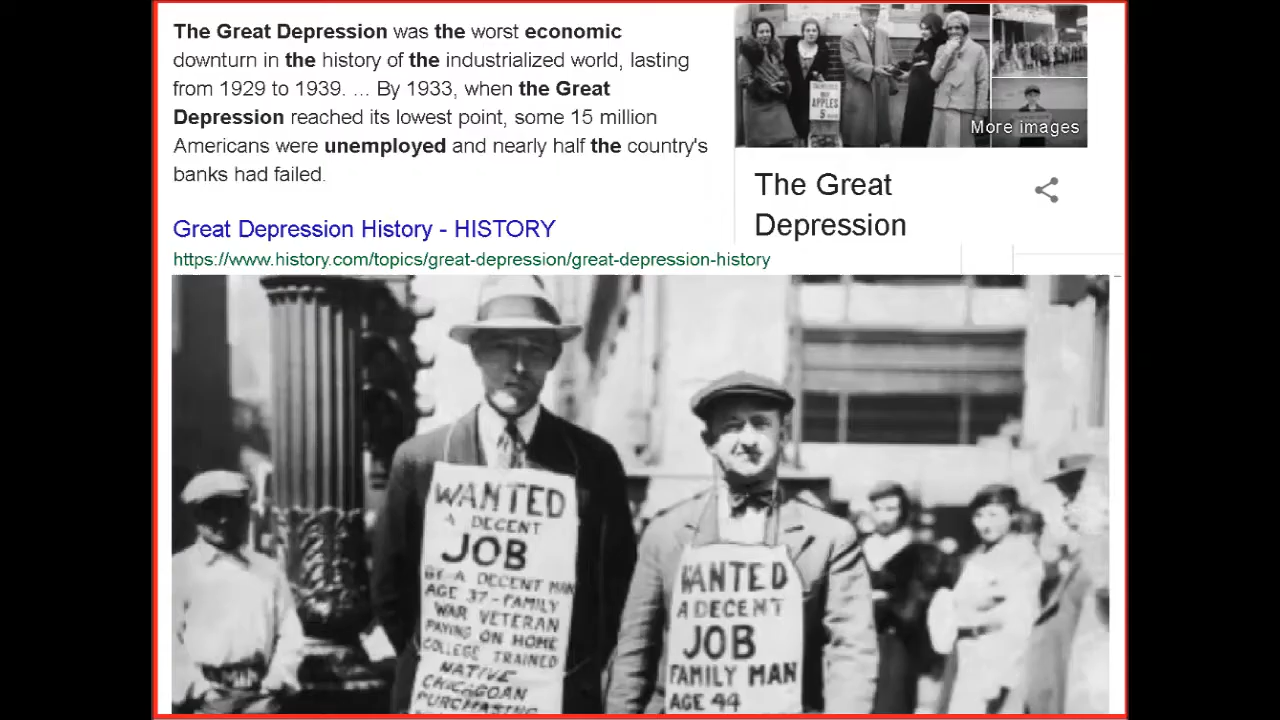 The Great Depression was the worst economic
downturn in the history of the industrialized world, lasting
from 1929 to 1939. ... By 1933, when the Great
Depression reached its lowest point, some 15 million
Americans were unemployed and nearly half the country's
banks had failed.
Great Depression History - HISTORY
https://www.history.com/topics/great-depression/great-depression-history
APPLES
5
More images
The Great
Depression
WANTED
A DECENT
JOB
BY A DECENT MAN
AGE 37-FAMILY
WAR VETERAN
PAYING ON HOME
COLLEGE TRAINED
NATIVE
CHICAGOAN
PURCHASING
WANTED
A DECENT
JOB
FAMILY MAN
AGE 44